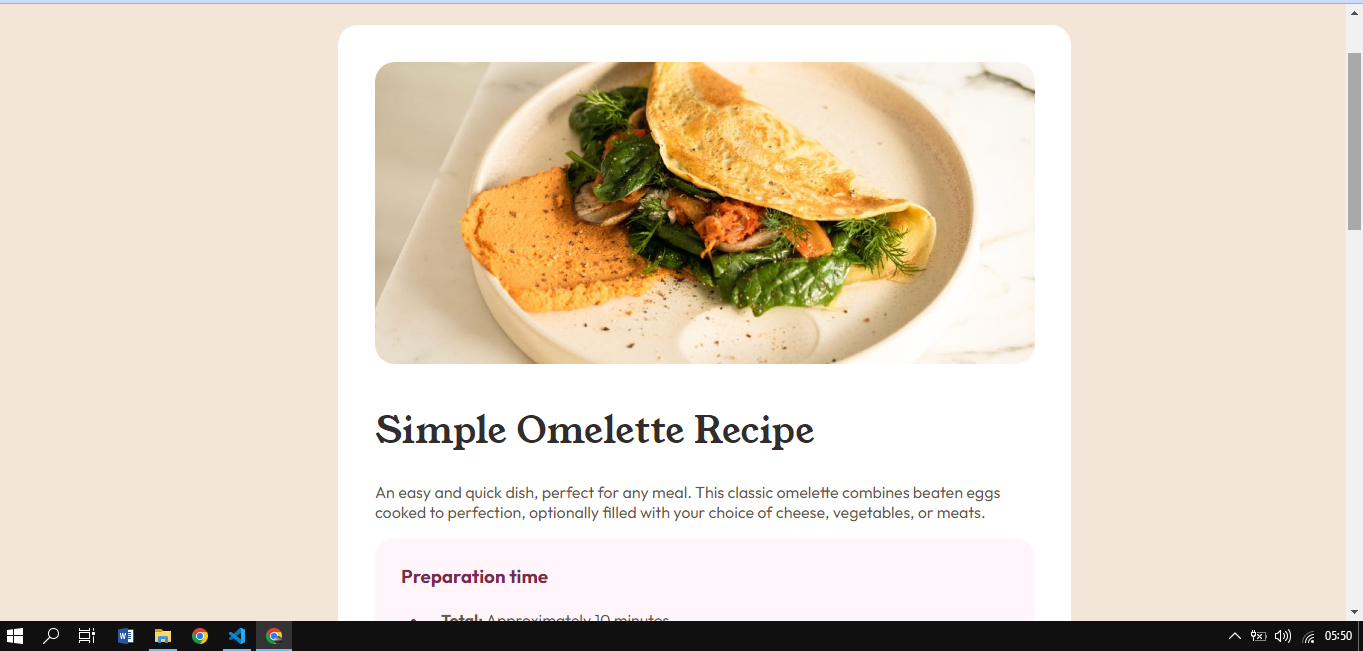 Simple Omelette Recipe
An easy and quick dish, perfect for any meal. This classic omelette combines beaten eggs
cooked to perfection, optionally filled with your choice of cheese, vegetables, or meats.
Preparation time
• Total: Approximately 10 minutes
05:50